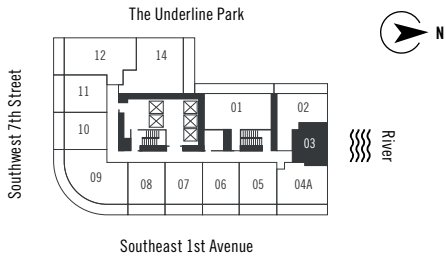 The Underline Park
N
12
14
11
01
02
10
03
River
Southwest 7th Street
09
08
07
06
05
04A
Southeast 1st Avenue